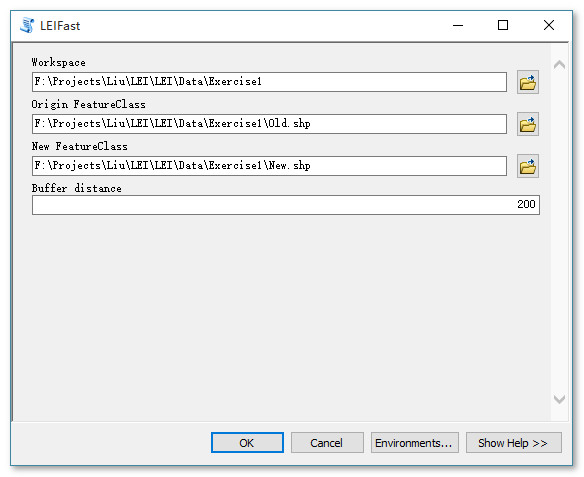 LEIFast
Workspace
F:\Projects\Liu\LEI\LEI\Data\Exercise1
Origin FeatureClass
F:\Projects\Liu\LEI\LEI\Data\Exercise1\Old.shp
New FeatureClass
F:\Projects\Liu\LEI\LEI\Data\Exercise1\New.shp
Buffer distance
200
OK Cancel Environments... Show Help >>